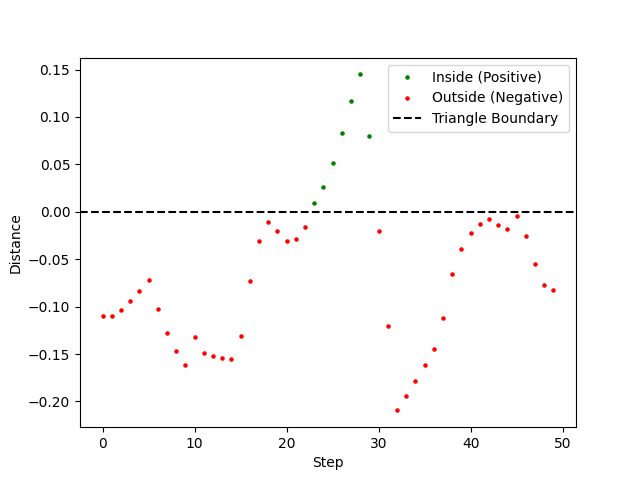 0.15
0.10
0.05
0.00
−0.05
−0.10
−0.15
−0.20
Distance
Inside (Positive)
Outside (Negative)
Triangle Boundary
0
10
20
30
40
50
Step